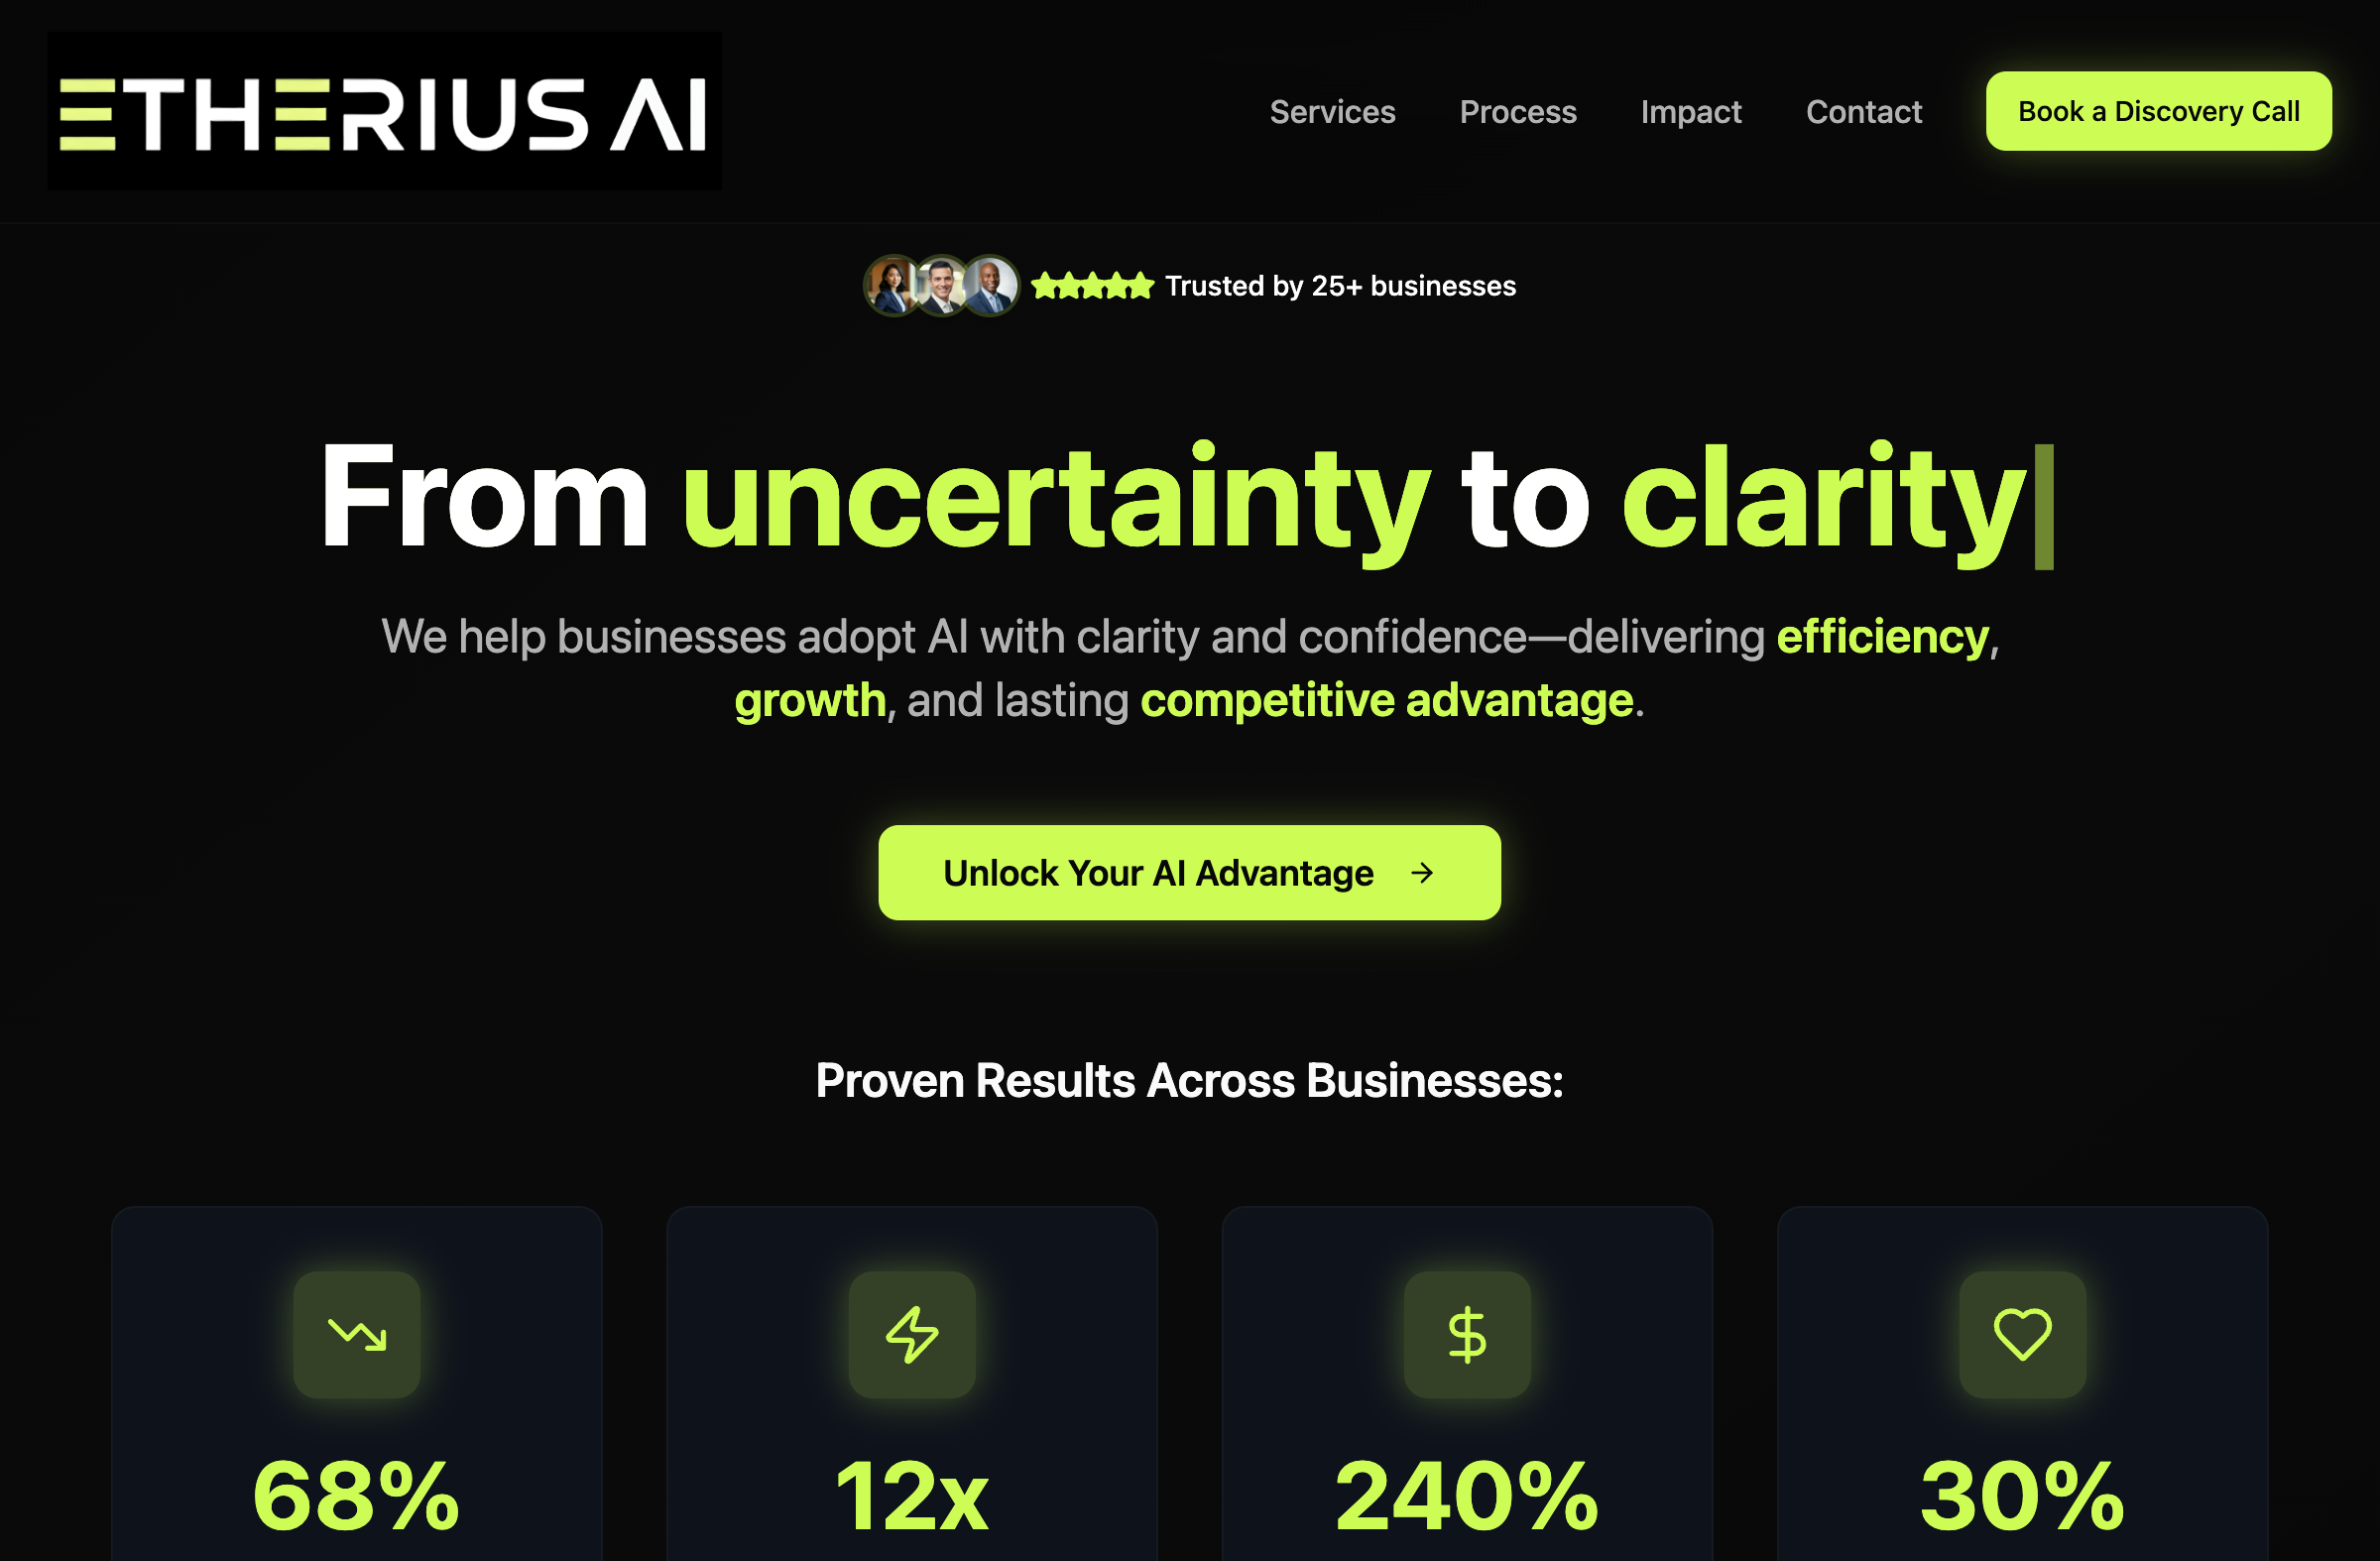 ETHERIUS AI
Services
Process
Impact
Contact
Book a Discovery Call
Trusted by 25+ businesses
From uncertainty to clarity
We help businesses adopt AI with clarity and confidence—delivering efficiency,
growth, and lasting competitive advantage.
Unlock Your AI Advantage →
Proven Results Across Businesses:
68%
12x
240%
30%